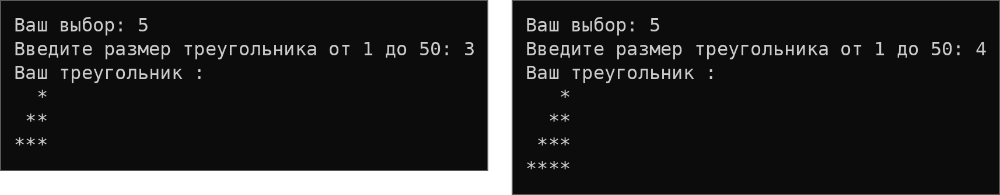 Ваш выбор: 5
Введите размер треугольника от 1 до 50: 3
Ваш треугольник :
  *
 **
***
Ваш выбор: 5
Введите размер треугольника от 1 до 50: 4
Ваш треугольник :
   *
  **
 ***
****